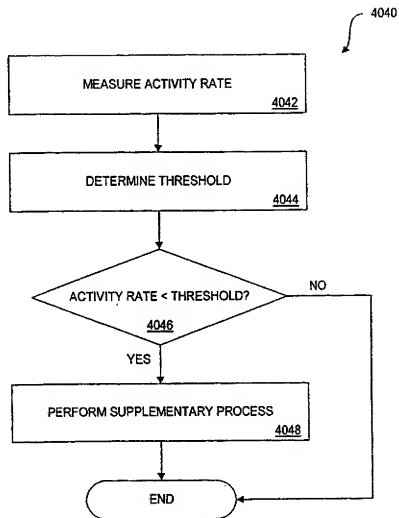 4040
MEASURE ACTIVITY RATE
4042
DETERMINE THRESHOLD
4044
ACTIVITY RATE < THRESHOLD?
4046
NO
YES
PERFORM SUPPLEMENTARY PROCESS
4048
END